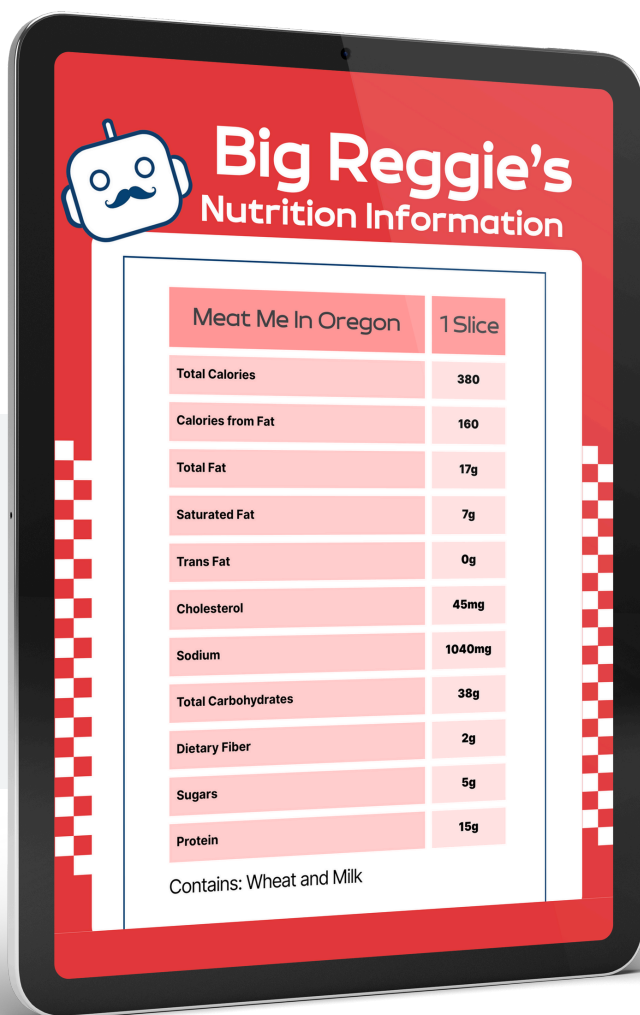 Big Reggie's
Nutrition Information
Meat Me In Oregon 1 Slice
Total Calories 380
Calories from Fat 160
Total Fat 17g
Saturated Fat 7g
Trans Fat 0g
Cholesterol 45mg
Sodium 1040mg
Total Carbohydrates 38g
Dietary Fiber 2g
Sugars 5g
Protein 15g
Contains: Wheat and Milk